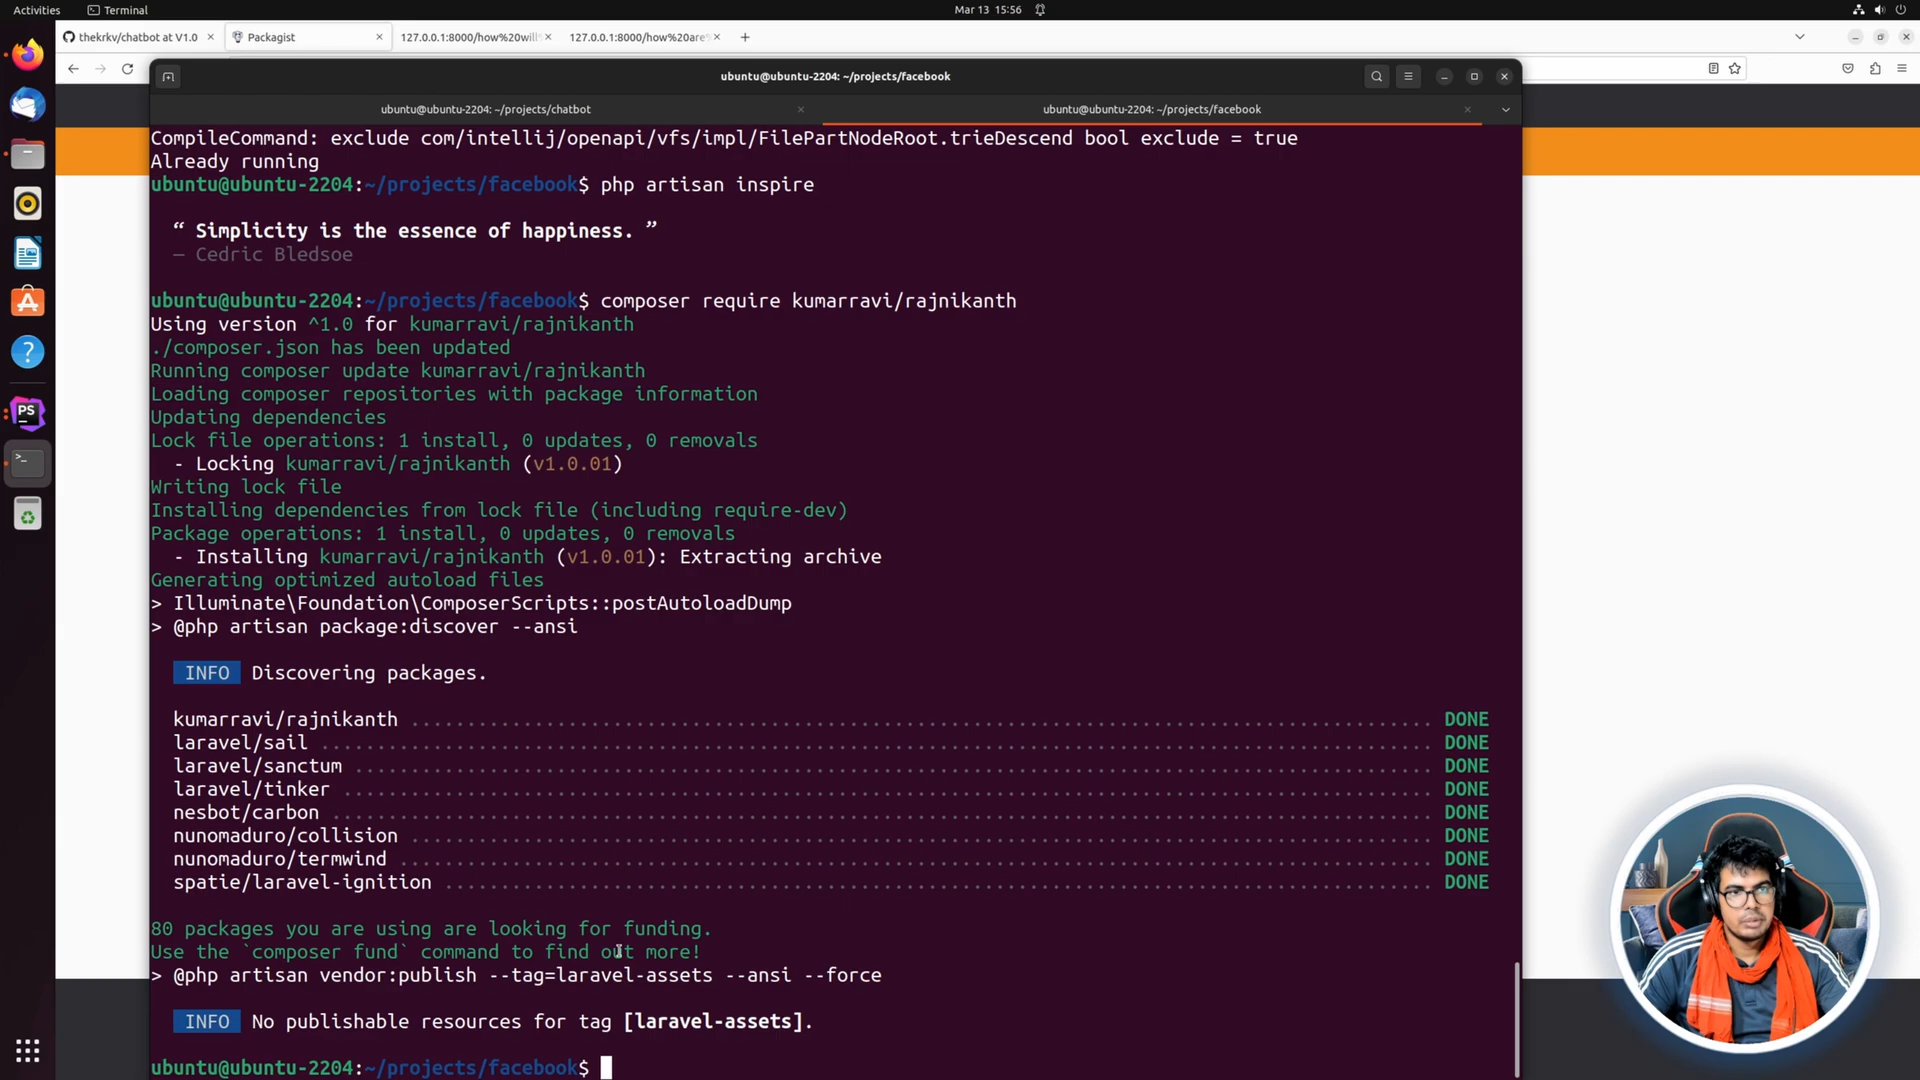 Activities
Terminal
Mar 13 15:56
thekrkv/chatbot at V1.0
Packagist
127.0.0.1:8000/how%20will
127.0.0.1:8000/how%20are
ubuntu@ubuntu-2204: ~/projects/facebook
ubuntu@ubuntu-2204: ~/projects/chatbot
ubuntu@ubuntu-2204: ~/projects/facebook
CompileCommand: exclude com/intellij/openapi/vfs/impl/FilePartNodeRoot.trieDescend bool exclude = true
Already running
ubuntu@ubuntu-2204:~/projects/facebook$ php artisan inspire
“ Simplicity is the essence of happiness. ”
— Cedric Bledsoe
ubuntu@ubuntu-2204:~/projects/facebook$ composer require kumarravi/rajnikanth
Using version ^1.0 for kumarravi/rajnikanth
./composer.json has been updated
Running composer update kumarravi/rajnikanth
Loading composer repositories with package information
Updating dependencies
Lock file operations: 1 install, 0 updates, 0 removals
- Locking kumarravi/rajnikanth (v1.0.01)
Writing lock file
Installing dependencies from lock file (including require-dev)
Package operations: 1 install, 0 updates, 0 removals
- Installing kumarravi/rajnikanth (v1.0.01): Extracting archive
Generating optimized autoload files
> Illuminate\Foundation\ComposerScripts::postAutoloadDump
> @php artisan package:discover --ansi
INFO Discovering packages.
kumarravi/rajnikanth ........ DONE
laravel/sail ........ DONE
laravel/sanctum ........ DONE
laravel/tinker ........ DONE
nesbot/carbon ........ DONE
nunomaduro/collision ........ DONE
nunomaduro/termwind ........ DONE
spatie/laravel-ignition ........ DONE
80 packages you are using are looking for funding.
Use the `composer fund` command to find out more!
> @php artisan vendor:publish --tag=laravel-assets --ansi --force
INFO No publishable resources for tag [laravel-assets].
ubuntu@ubuntu-2204:~/projects/facebook$
PS